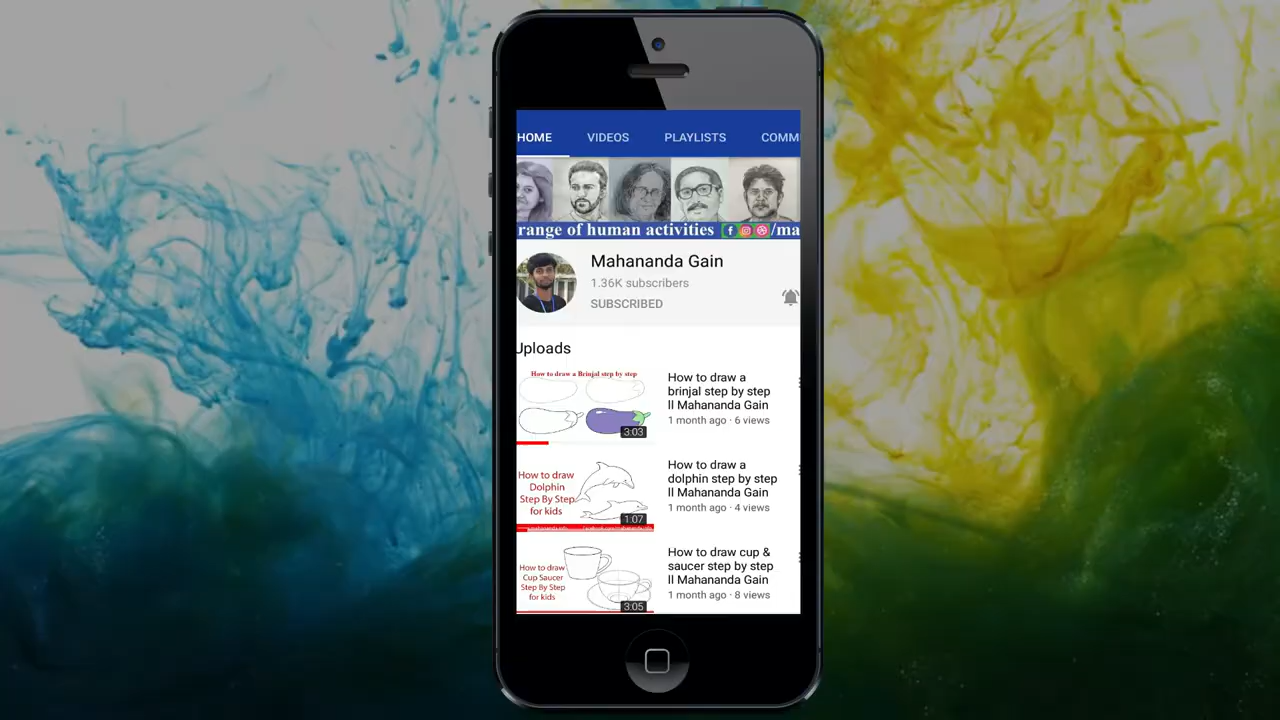 HOME VIDEOS PLAYLISTS COMM
range of human activities /ma
Mahananda Gain
1.36K subscribers
SUBSCRIBED
Uploads
How to draw a Brinjal step by step
3:03
How to draw a
brinjal step by step
ll Mahananda Gain
1 month ago · 6 views
How to draw
Dolphin
Step By Step
for kids
1:07
How to draw a
dolphin step by step
ll Mahananda Gain
1 month ago · 4 views
How to draw
Cup Saucer
Step By Step
for kids
3:05
How to draw cup &
saucer step by step
ll Mahananda Gain
1 month ago · 8 views